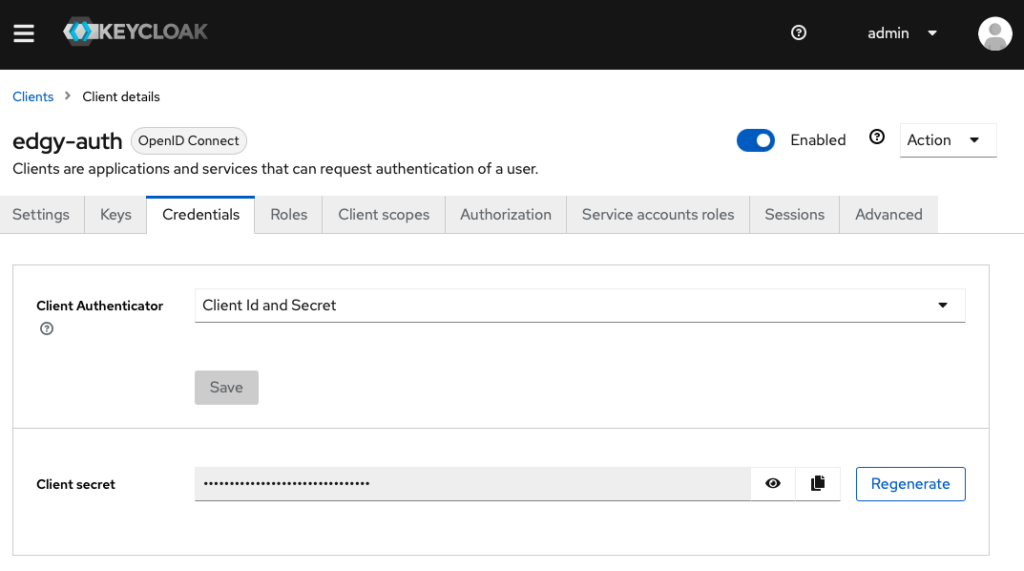 KEYCLOAK
admin
Clients > Client details
edgy-auth OpenID Connect
Enabled
Action
Clients are applications and services that can request authentication of a user.
Settings Keys Credentials Roles Client scopes Authorization Service accounts roles Sessions Advanced
Client Authenticator
Client Id and Secret
Save
Client secret
••••••••••••••••••••••••••••••••
Regenerate